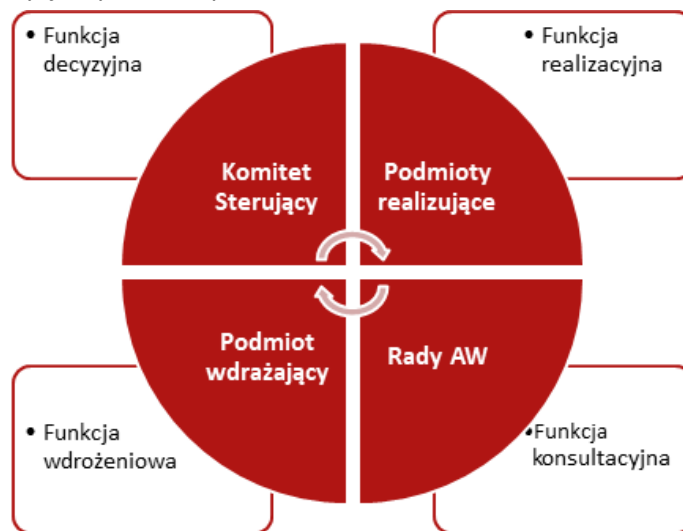 • Funkcja
decyzyjna
• Funkcja
realizacyjna
Komitet
Sterujący
Podmioty
realizujące
Podmiot
wdrażający
Rady AW
• Funkcja
wdrożeniowa
•Funkcja
konsultacyjna